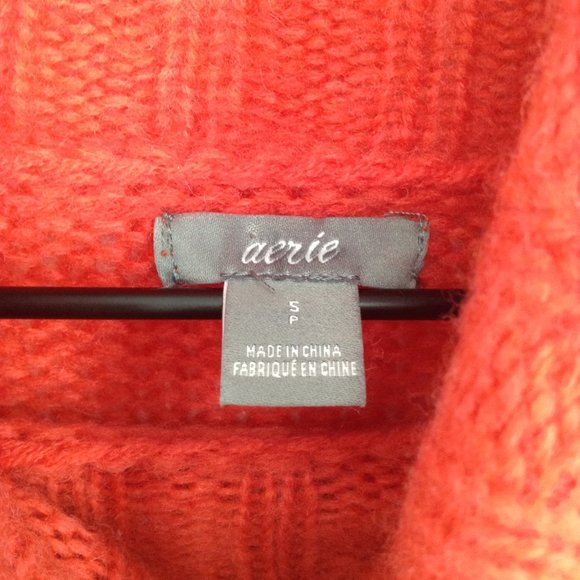 aerie
S
P
MADE IN CHINA
FABRIQUÉ EN CHINE